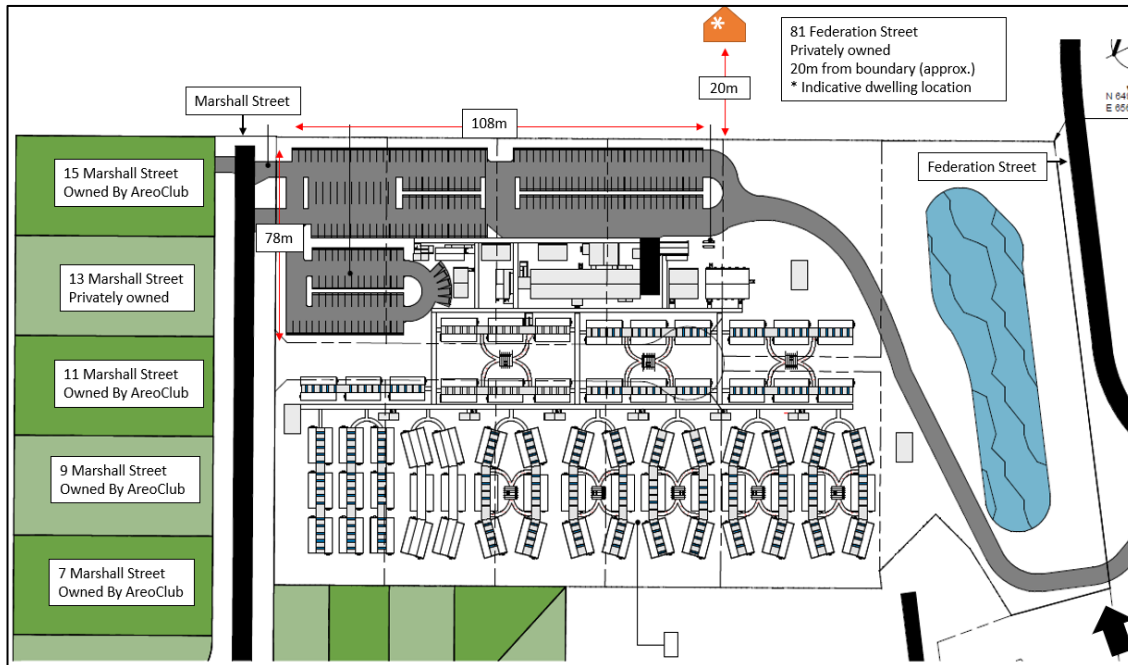 81 Federation Street
Privately owned
20m from boundary (approx.)
* Indicative dwelling location
*
20m
Marshall Street
108m
Federation Street
15 Marshall Street
Owned By AreoClub
78m
13 Marshall Street
Privately owned
11 Marshall Street
Owned By AreoClub
9 Marshall Street
Owned By AreoClub
7 Marshall Street
Owned By AreoClub